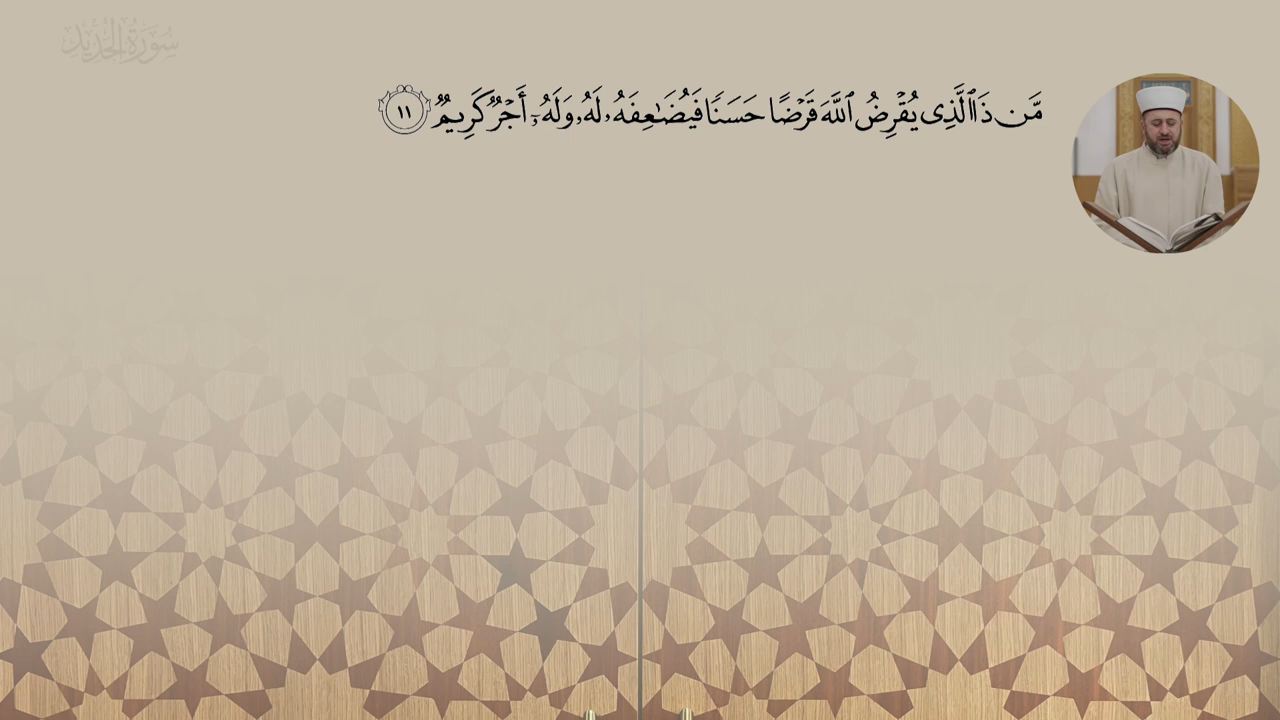 سُورَةُ الحَدِيدِ
مَّن ذَا ٱلَّذِى يُقْرِضُ ٱللَّهَ قَرْضًا حَسَنًا فَيُضَٰعِفَهُۥ لَهُۥ وَلَهُۥٓ أَجْرٌ كَرِيمٌ ١١